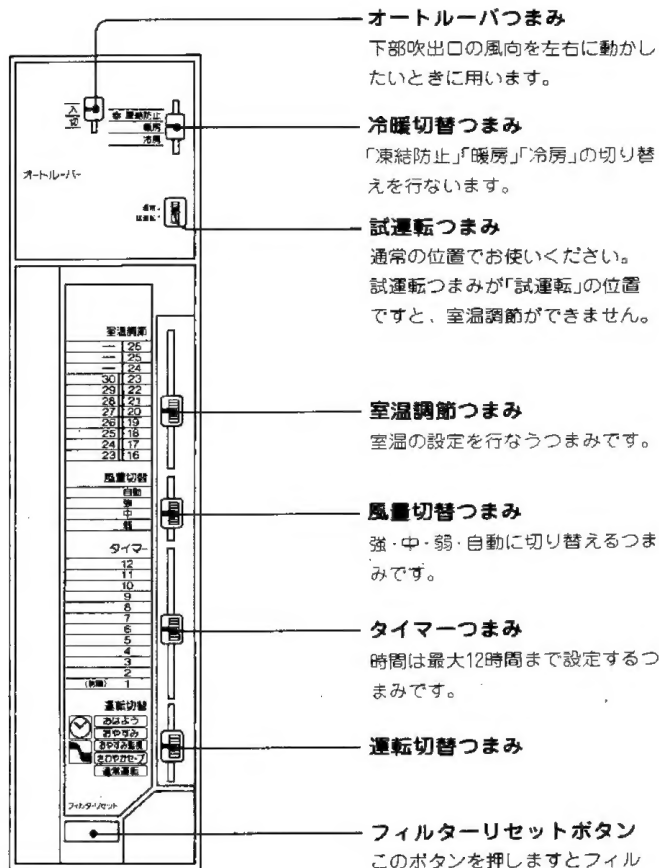 オートルーバつまみ
下部吹出口の風向を左右に動かし
たいときに用います。
冷暖切替つまみ
「凍結防止」「暖房」「冷房」の切り替
えを行ないます。
試運転つまみ
通常の位置でお使いください。
試運転つまみが「試運転」の位置
ですと、室温調節ができません。
室温調節つまみ
室温の設定を行なうつまみです。
風量切替つまみ
強・中・弱・自動に切り替えるつま
みです。
タイマーつまみ
時間は最大12時間まで設定するつ
まみです。
運転切替つまみ
フィルターリセットボタン
このボタンを押しますとフィル
入
切
凍結防止
暖房
冷房
オートルーバー
通常
試運転
室温調節
— 26
— 25
— 24
30 23
29 22
28 21
27 20
26 19
25 18
24 17
23 16
風量切替
自動
強
中
弱
タイマー
12
11
10
9
8
7
6
5
4
3
2
(時間) 1
運転切替
おはよう
おやすみ
おやすみ
さわやかセーブ
通常運転
フィルターリセット